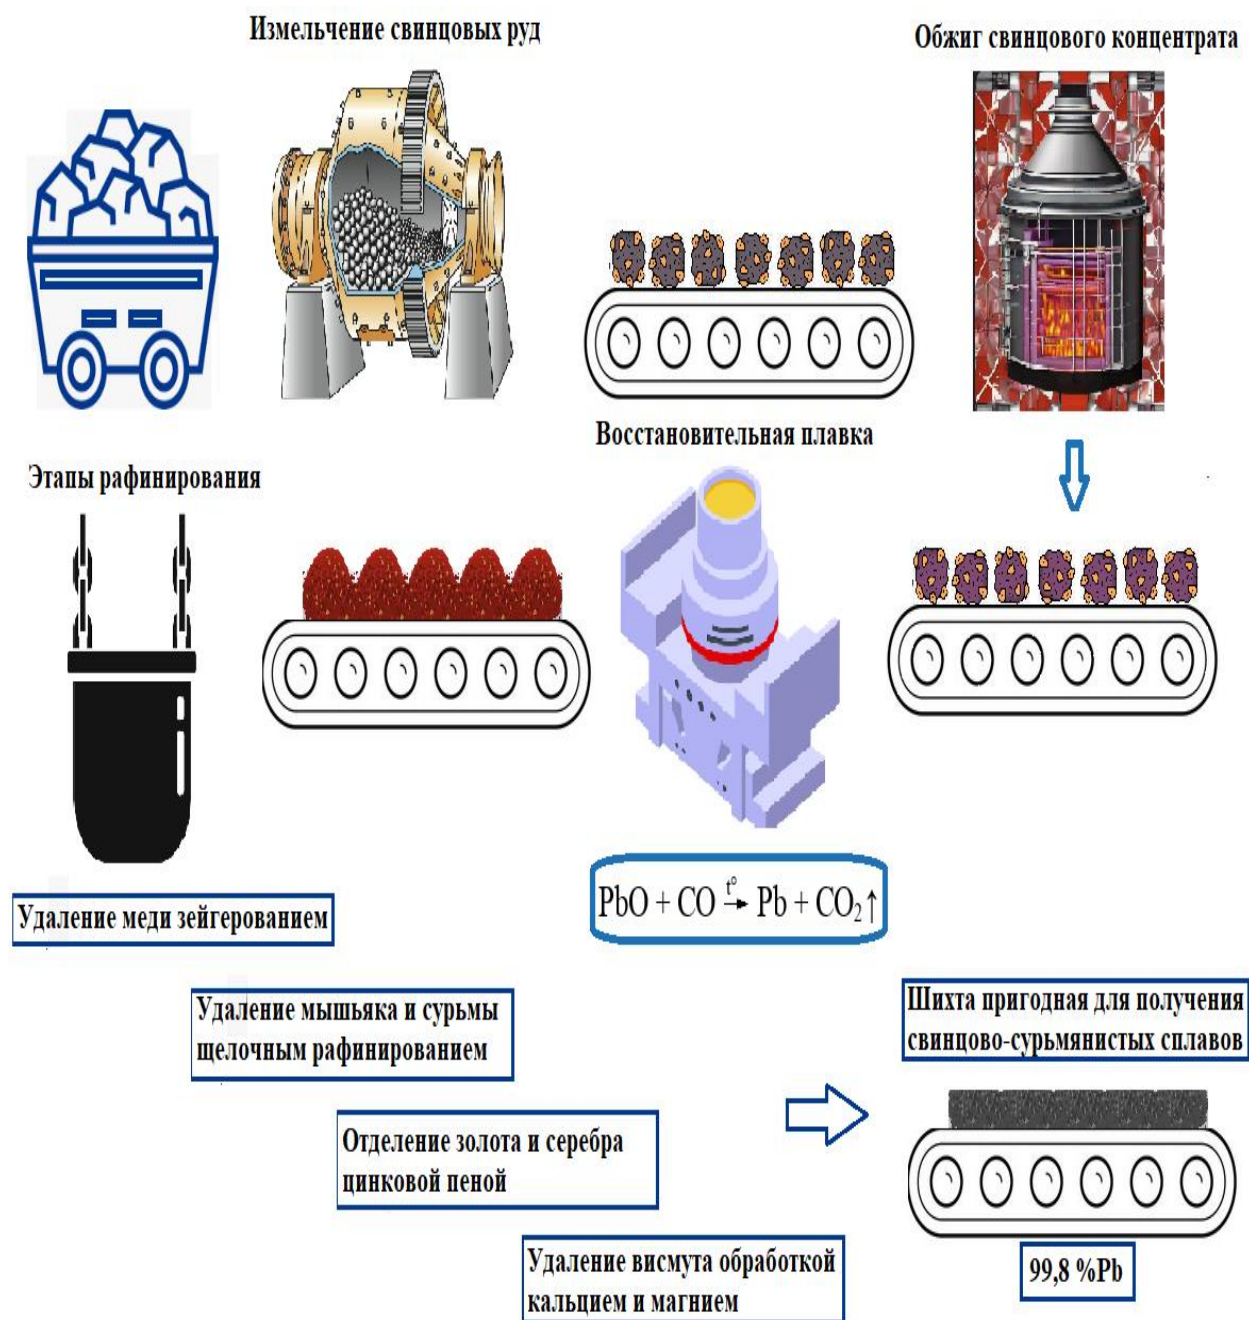 Измельчение свинцовых руд
Обжиг свинцового концентрата
Восстановительная плавка
Этапы рафинирования
PbO + CO t° → Pb + CO₂ ↑
Удаление меди зейгерованием
Удаление мышьяка и сурьмы
щелочным рафинированием
Отделение золота и серебра
цинковой пеной
Удаление висмута обработкой
кальцием и магнием
Шихта пригодная для получения
свинцово-сурьмянистых сплавов
99,8 %Pb